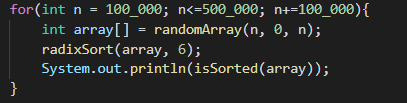 for(int n = 100_000; n<=500_000; n+=100_000){
    int array[] = randomArray(n, 0, n);
    radixSort(array, 6);
    System.out.println(isSorted(array));
}